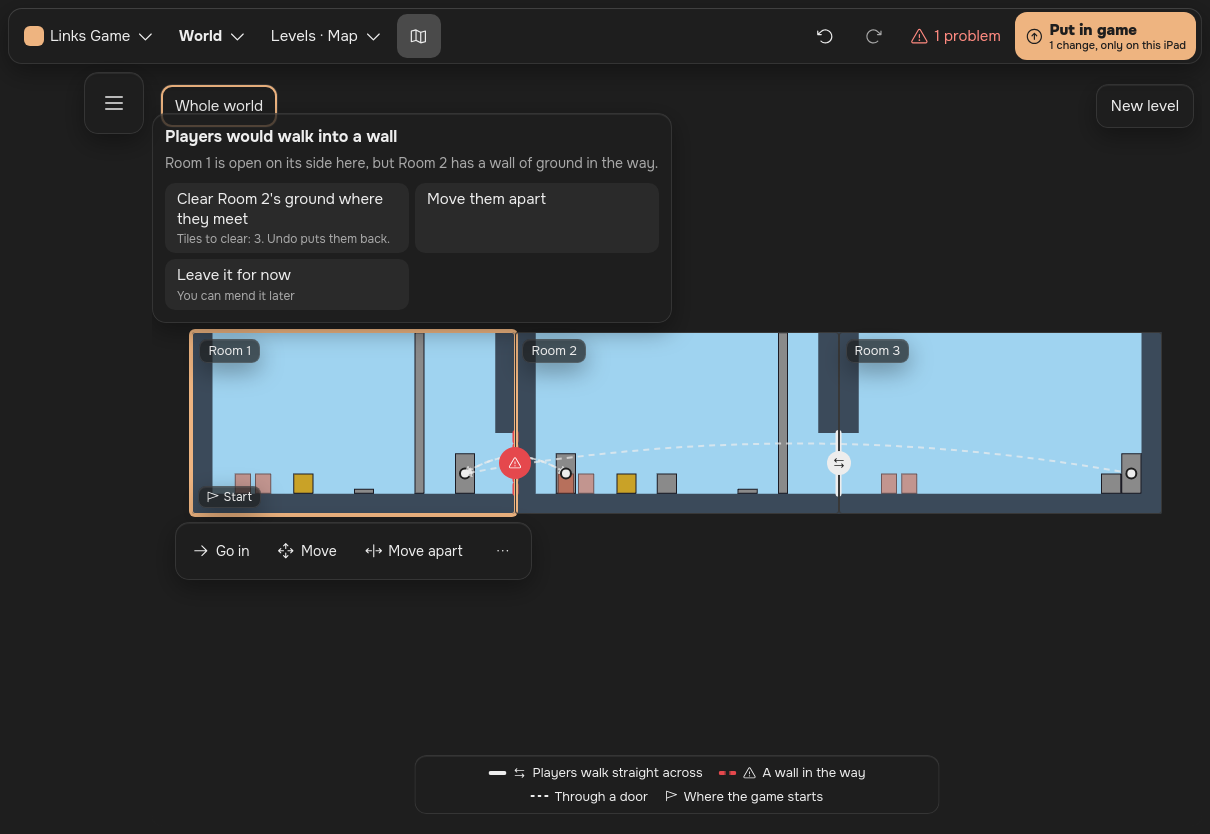 Links Game
World
Levels · Map
1 problem
Put in game
1 change, only on this iPad
Whole world
New level
Players would walk into a wall
Room 1 is open on its side here, but Room 2 has a wall of ground in the way.
Clear Room 2's ground where
they meet
Tiles to clear: 3. Undo puts them back.
Move them apart
Leave it for now
You can mend it later
Room 1
Room 2
Room 3
Start
Go in
Move
Move apart
Players walk straight across
A wall in the way
Through a door
Where the game starts